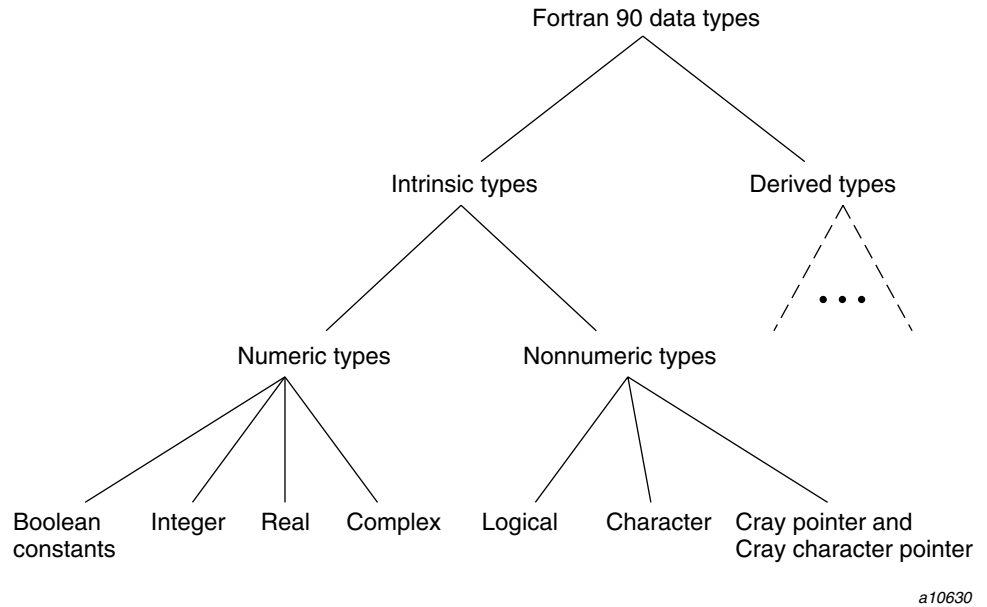 Fortran 90 data types
Intrinsic types
Derived types
Numeric types
Nonnumeric types
Boolean
constants
Integer
Real
Complex
Logical
Character
Cray pointer and
Cray character pointer
a10630